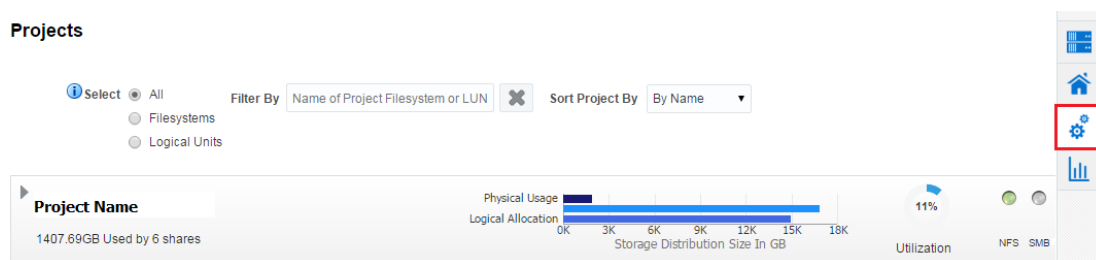 Projects
Select All
Filter By Name of Project Filesystem or LUN
Sort Project By By Name
Filesystems
Logical Units
Project Name
1407.69GB Used by 6 shares
Physical Usage
Logical Allocation
0K 3K 6K 9K 12K 15K 18K
Storage Distribution Size In GB
11%
Utilization
NFS SMB